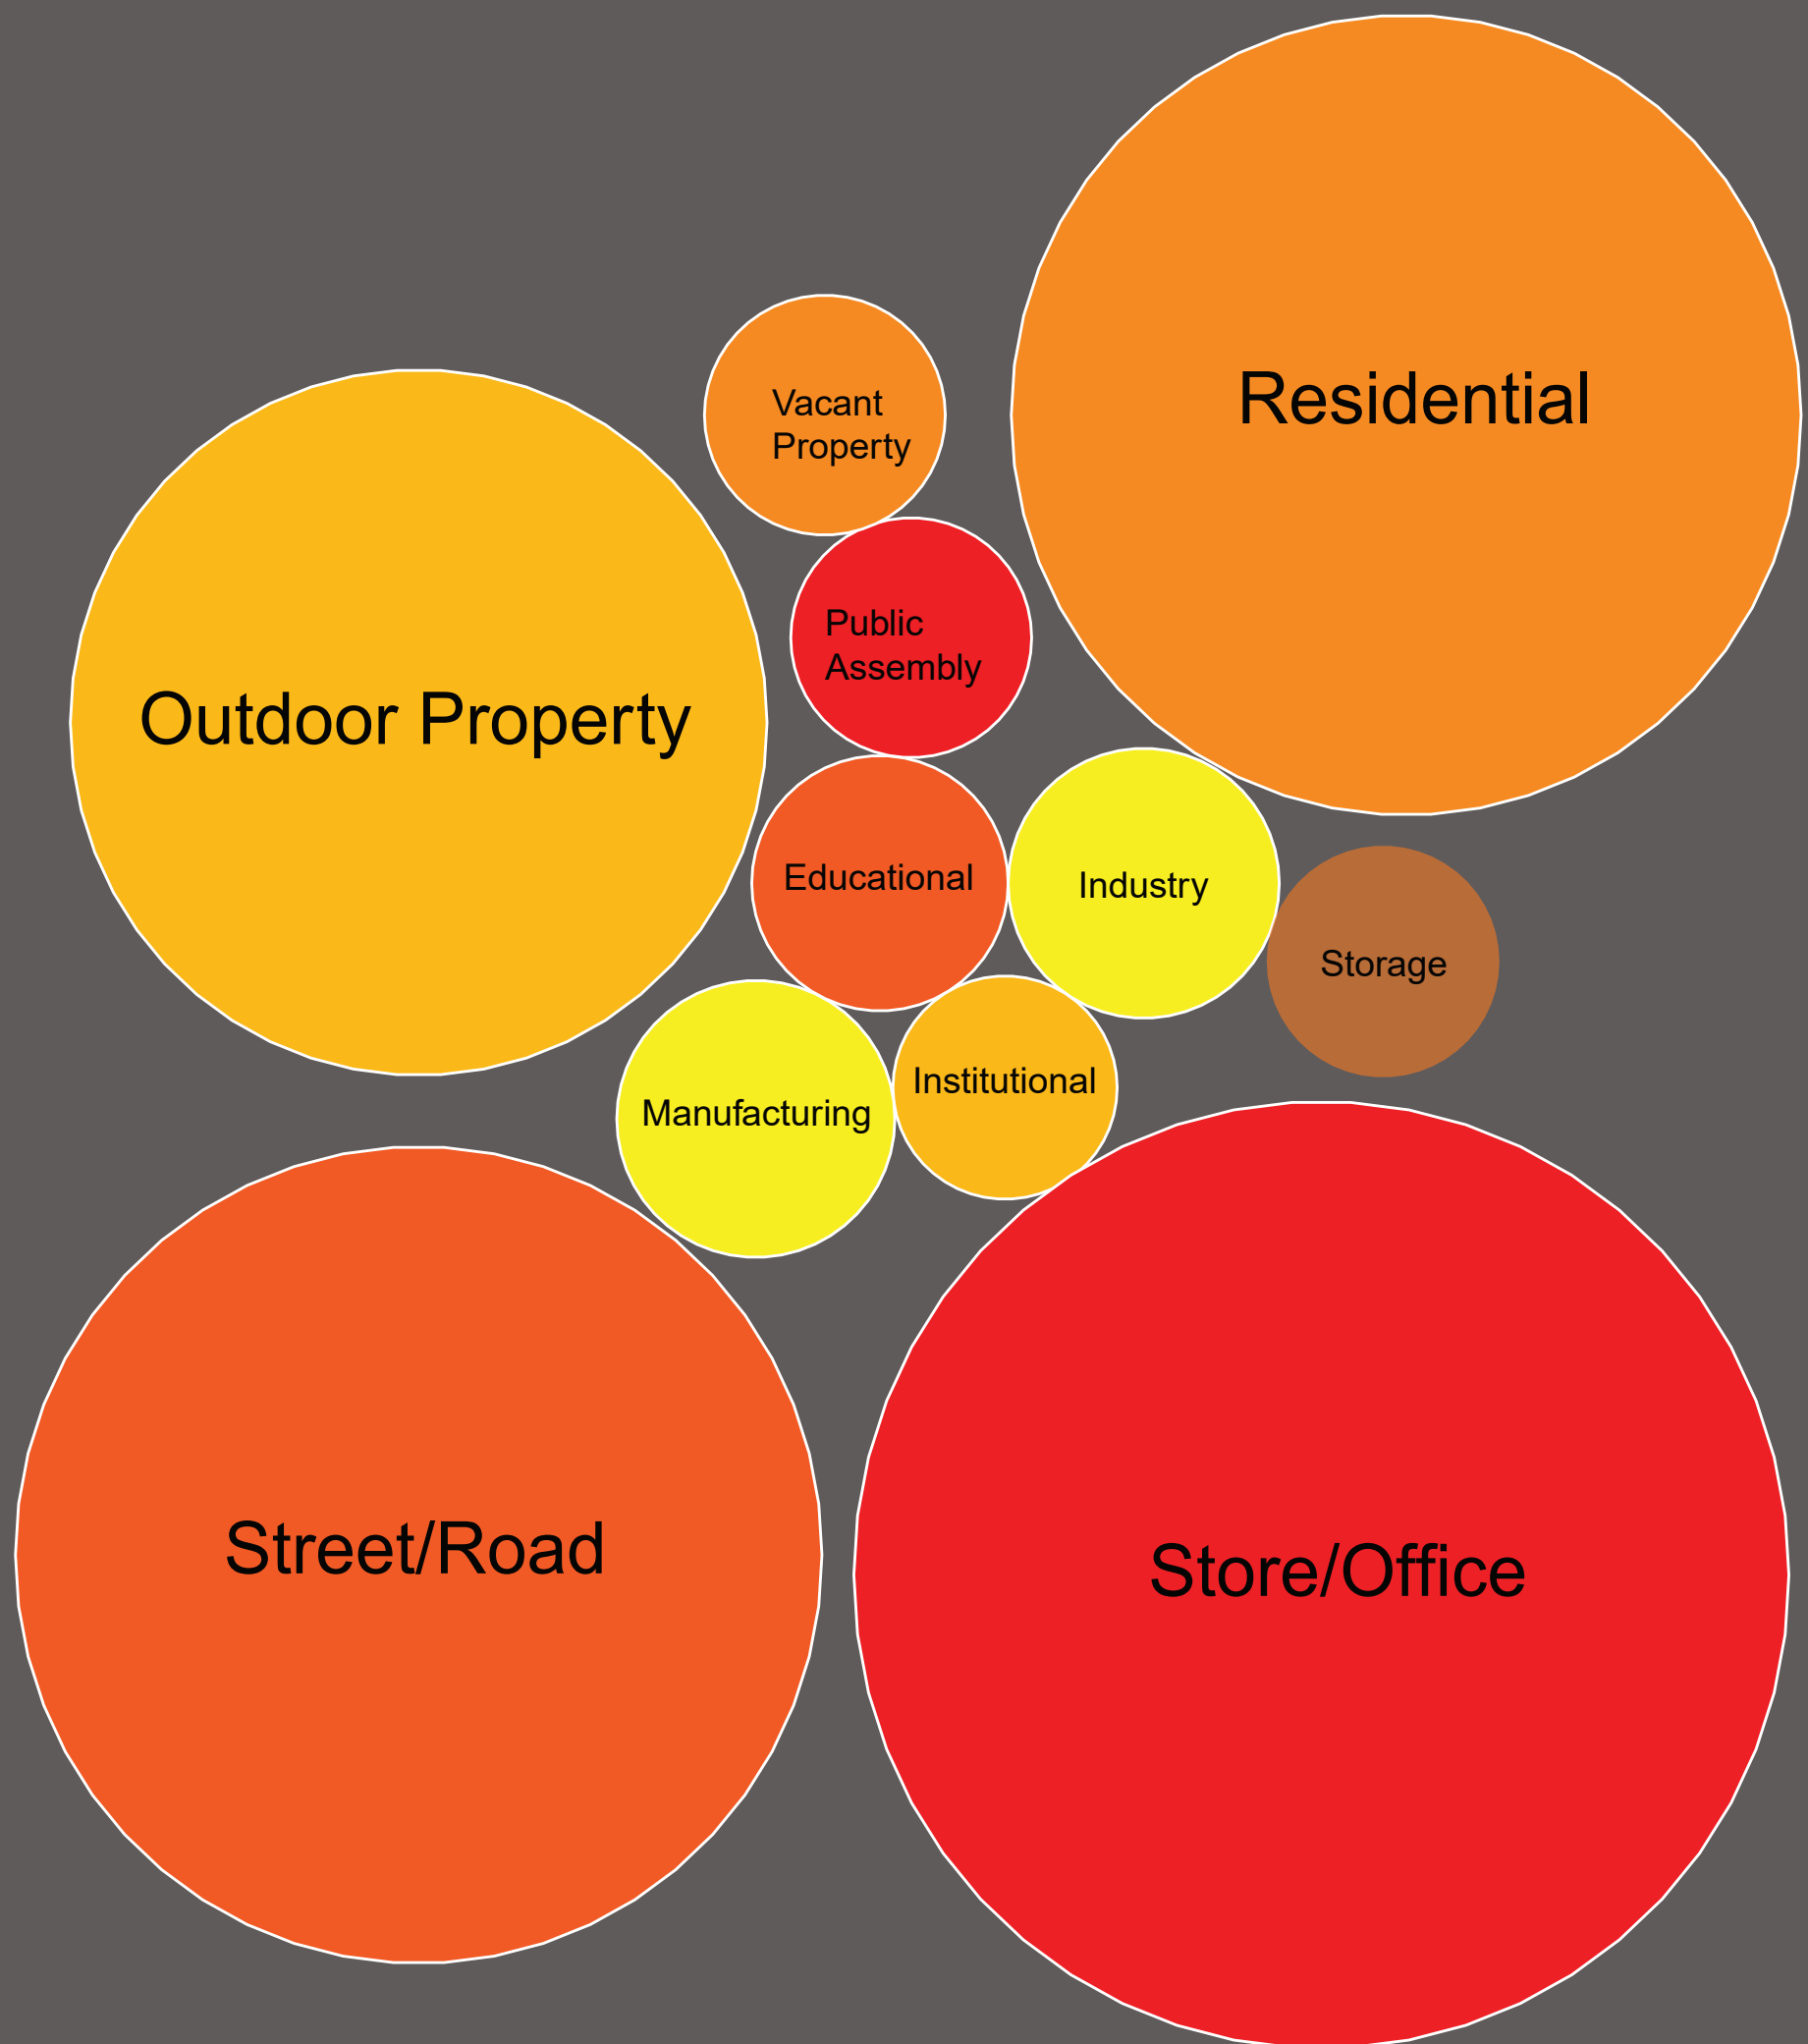 Residential
Vacant
Property
Public
Assembly
Outdoor Property
Educational
Industry
Storage
Institutional
Manufacturing
Street/Road
Store/Office